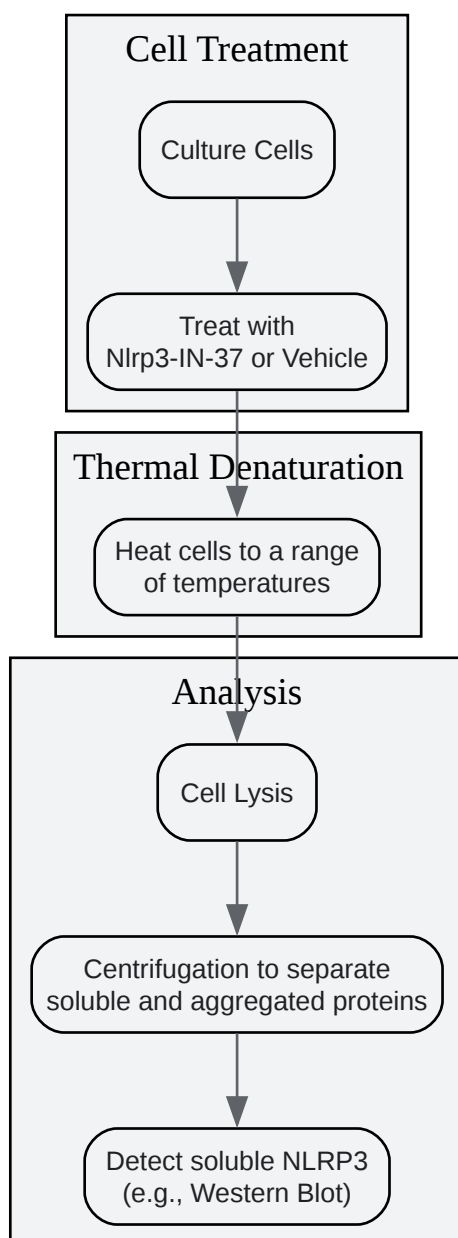 Cell Treatment
Culture Cells
Treat with
Nlrp3-IN-37 or Vehicle
Thermal Denaturation
Heat cells to a range
of temperatures
Analysis
Cell Lysis
Centrifugation to separate
soluble and aggregated proteins
Detect soluble NLRP3
(e.g., Western Blot)